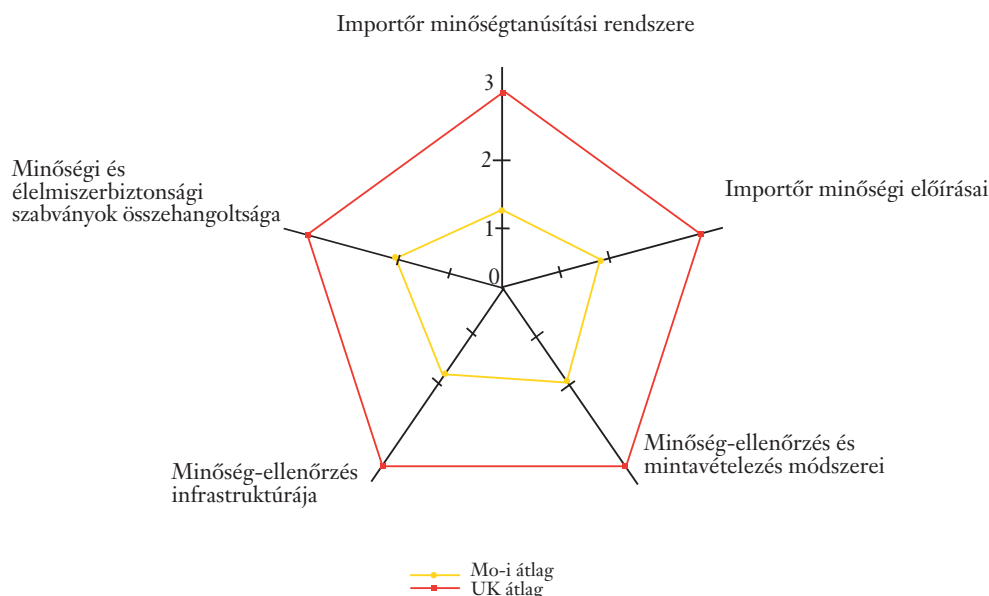 Importőr minőségtanúsítási rendszere
3
2
1
0
Minőségi és
élelmiszerbiztonsági
szabványok összehangoltsága
Importőr minőségi előírásai
Minőség-ellenőrzés és
mintavételezés módszerei
Minőség-ellenőrzés
infrastruktúrája
Mo-i átlag
UK átlag